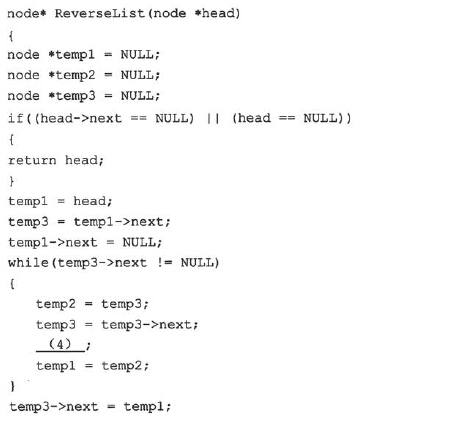 node* ReverseList(node *head)
{
node *temp1 = NULL;
node *temp2 = NULL;
node *temp3 = NULL;
if((head->next == NULL) || (head == NULL))
{
return head;
}
temp1 = head;
temp3 = temp1->next;
temp1->next = NULL;
while(temp3->next != NULL)
{
temp2 = temp3;
temp3 = temp3->next;
(4) ;
temp1 = temp2;
}
temp3->next = temp1;